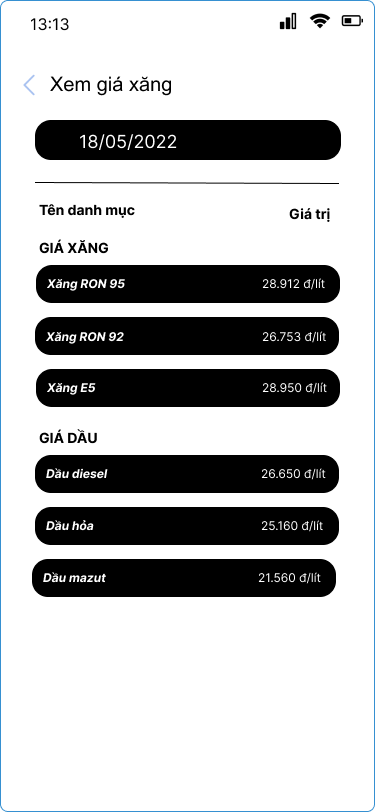 13:13
Xem giá xăng
18/05/2022
Tên danh mục Giá trị
GIÁ XĂNG
Xăng RON 95 28.912 đ/lít
Xăng RON 92 26.753 đ/lít
Xăng E5 28.950 đ/lít
GIÁ DẦU
Dầu diesel 26.650 đ/lít
Dầu hỏa 25.160 đ/lít
Dầu mazut 21.560 đ/lít